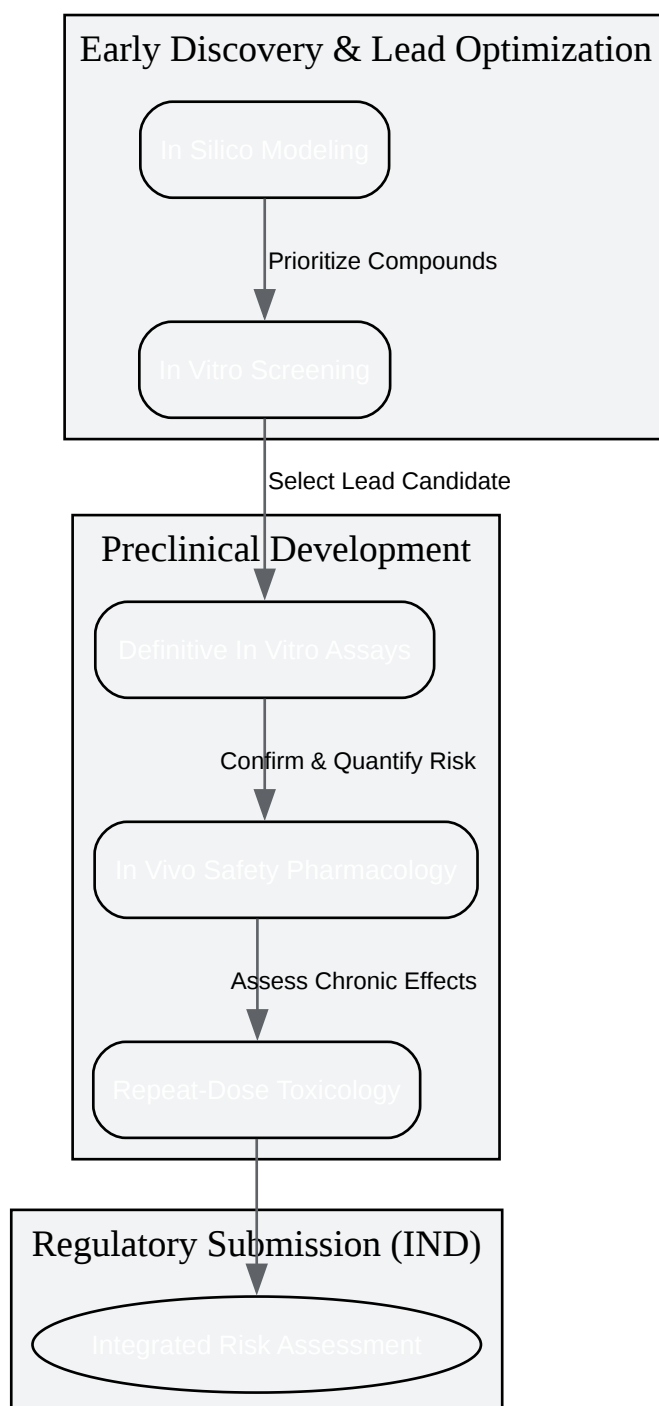 Early Discovery & Lead Optimization
In Silico Modeling
Prioritize Compounds
In Vitro Screening
Select Lead Candidate
Preclinical Development
Definitive In Vitro Assays
Confirm & Quantify Risk
In Vivo Safety Pharmacology
Assess Chronic Effects
Repeat-Dose Toxicology
Regulatory Submission (IND)
Integrated Risk Assessment